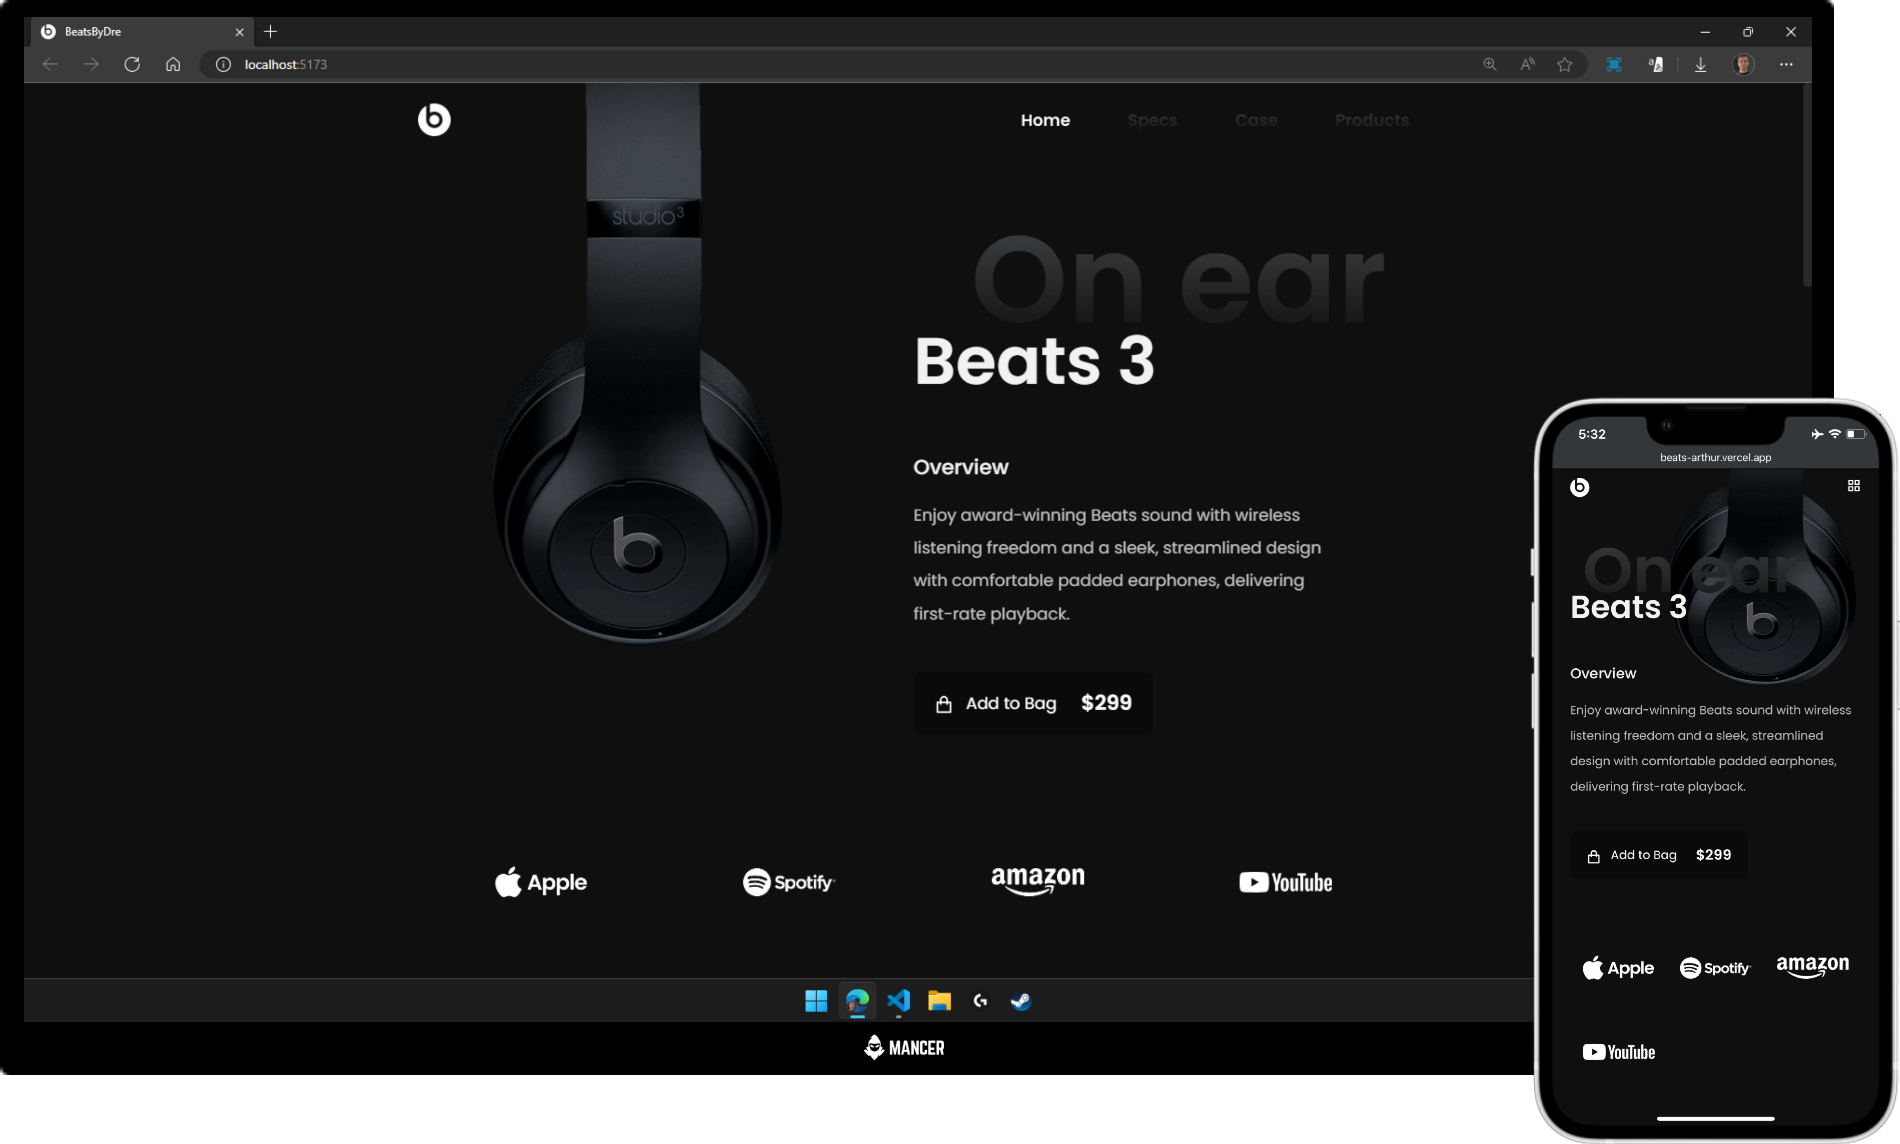 BeatsByDre
localhost:5173
Home Specs Case Products
studio3
On ear
Beats 3
Overview
Enjoy award-winning Beats sound with wireless
listening freedom and a sleek, streamlined design
with comfortable padded earphones, delivering
first-rate playback.
Add to Bag $299
Apple Spotify amazon YouTube
MANCER
5:32
beats-arthur.vercel.app
On ear
Beats 3
Overview
Enjoy award-winning Beats sound with wireless
listening freedom and a sleek, streamlined
design with comfortable padded earphones,
delivering first-rate playback.
Add to Bag $299
Apple Spotify amazon
YouTube